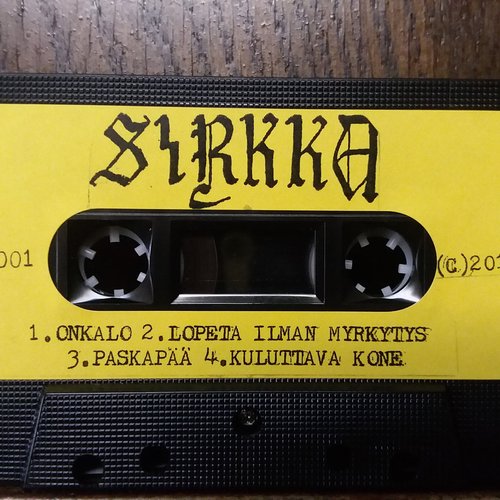 SIRKKA
001
(C)201
1.ONKALO 2.LOPETA ILMAN MYRKYTYS
3.PASKAPÄÄ 4.KULUTTAVA KONE